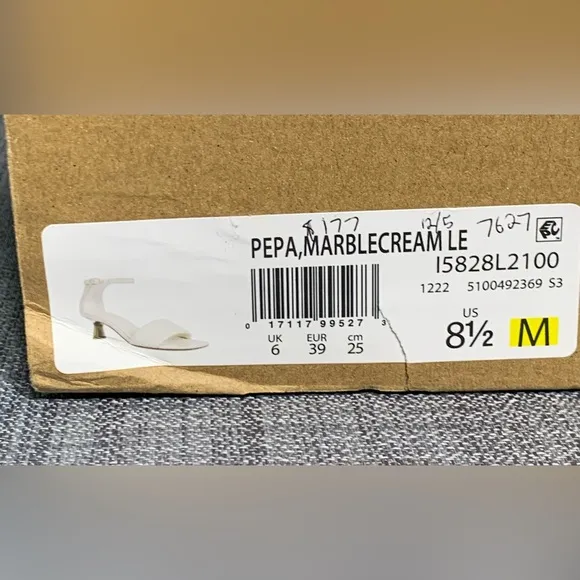 $177 12/5 7627
PEPA,MARBLECREAM LE
I5828L2100
1222 5100492369 S3
0 17117 99527 3
UK EUR cm
6 39 25
US
8½ M